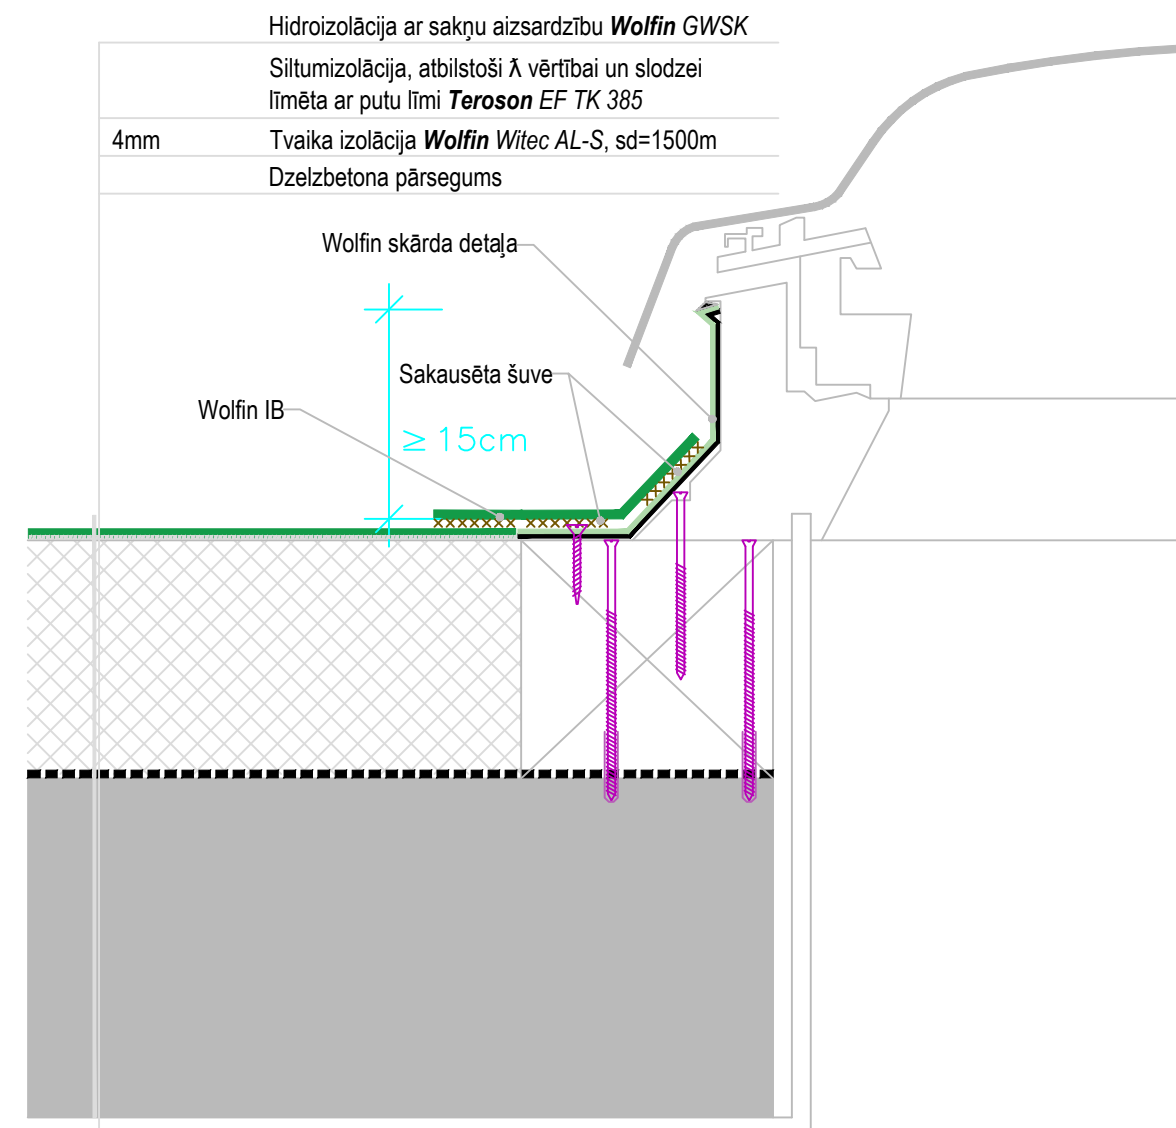 Hidroizolācija ar sakņu aizsardzību Wolfin GWSK
Siltumizolācija, atbilstoši ƛ vērtībai un slodzei
līmēta ar putu līmi Teroson EF TK 385
4mm Tvaika izolācija Wolfin Witec AL-S, sd=1500m
Dzelzbetona pārsegums
Wolfin skārda detaļa
Sakausēta šuve
Wolfin IB
≥ 15cm